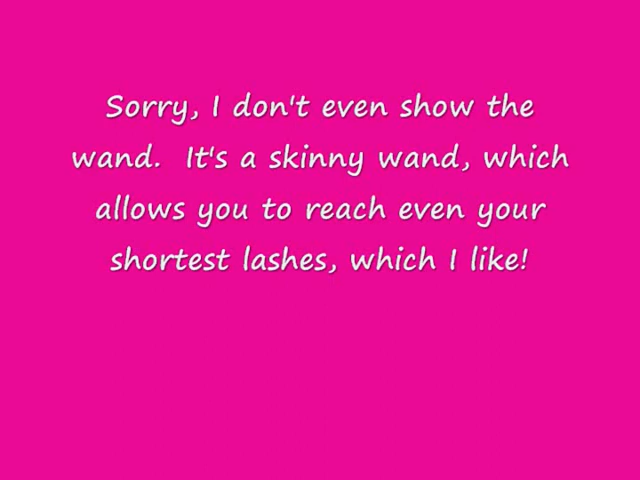 Sorry, I don't even show the
wand.  It's a skinny wand, which
allows you to reach even your
shortest lashes, which I like!